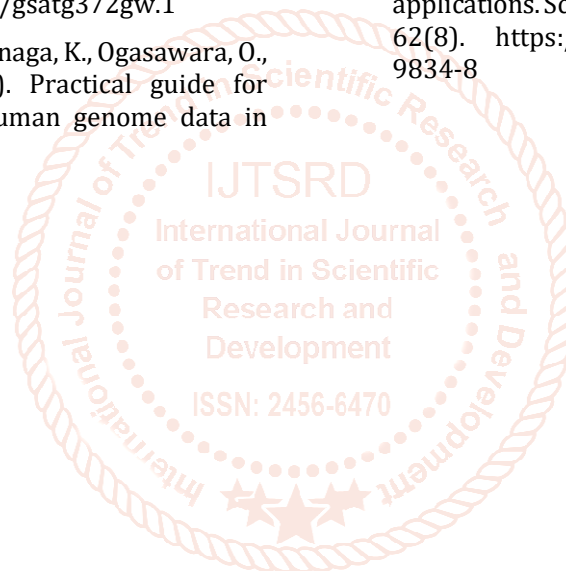 /gsatg372gw.1
naga, K., Ogasawara, O.,
). Practical guide for
uman genome data in
applications. Sc
62(8). https:/
9834-8
International Journal of Trend in Scientific Research and Development
IJTSRD
International Journal
of Trend in Scientific
Research and
Development
ISSN: 2456-6470